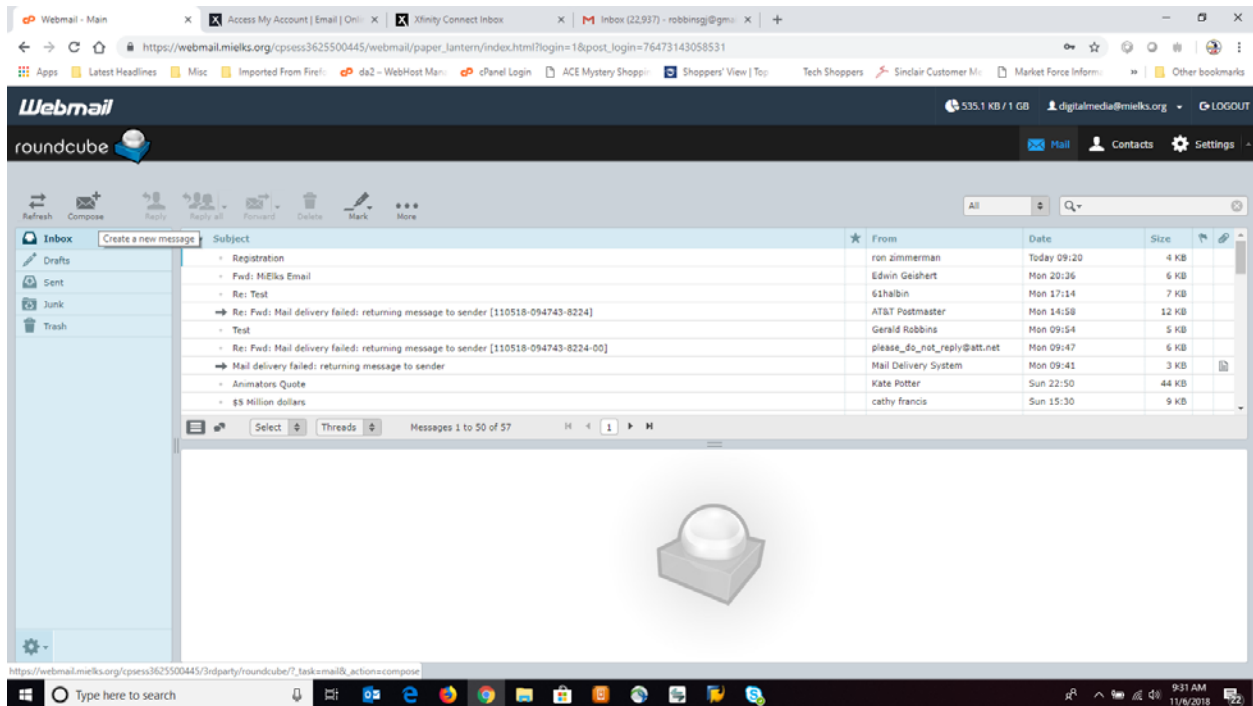 Webmail - Main
Access My Account | Email | Onli
Xfinity Connect Inbox
Inbox (22,937) - robbinsgj@gmai
https://webmail.mielks.org/cpsess3625500445/webmail/paper_lantern/index.html?login=1&post_login=76473143058531
Apps Latest Headlines Misc Imported From Firef da2 – WebHost Man cPanel Login ACE Mystery Shoppin Shoppers' View | Top Tech Shoppers Sinclair Customer M Market Force Inform » Other bookmarks
Webmail 535.1 KB / 1 GB digitalmedia@mielks.org LOGOUT
roundcube Mail Contacts Settings
Refresh Compose Reply Reply all Forward Delete Mark More All
Inbox Create a new message Subject From Date Size
Drafts
Sent
Junk
Trash
Registration ron zimmerman Today 09:20 4 KB
Fwd: MiElks Email Edwin Geishert Mon 20:36 6 KB
Re: Test 61halbin Mon 17:14 7 KB
Re: Fwd: Mail delivery failed: returning message to sender [110518-094743-8224] AT&T Postmaster Mon 14:58 12 KB
Test Gerald Robbins Mon 09:54 5 KB
Re: Fwd: Mail delivery failed: returning message to sender [110518-094743-8224-00] please_do_not_reply@att.net Mon 09:47 6 KB
Mail delivery failed: returning message to sender Mail Delivery System Mon 09:41 3 KB
Animators Quote Kate Potter Sun 22:50 44 KB
$5 Million dollars cathy francis Sun 15:30 9 KB
Select Threads Messages 1 to 50 of 57 1
https://webmail.mielks.org/cpsess3625500445/3rdparty/roundcube/?_task=mail&_action=compose
Type here to search 9:31 AM
11/6/2018 22